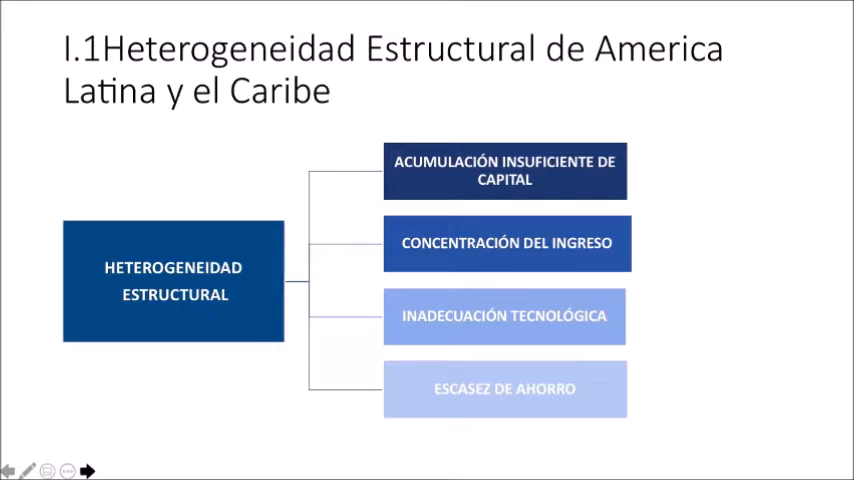 I.1Heterogeneidad Estructural de America
Latina y el Caribe
ACUMULACIÓN INSUFICIENTE DE
CAPITAL
CONCENTRACIÓN DEL INGRESO
HETEROGENEIDAD
ESTRUCTURAL
INADECUACIÓN TECNOLÓGICA
ESCASEZ DE AHORRO